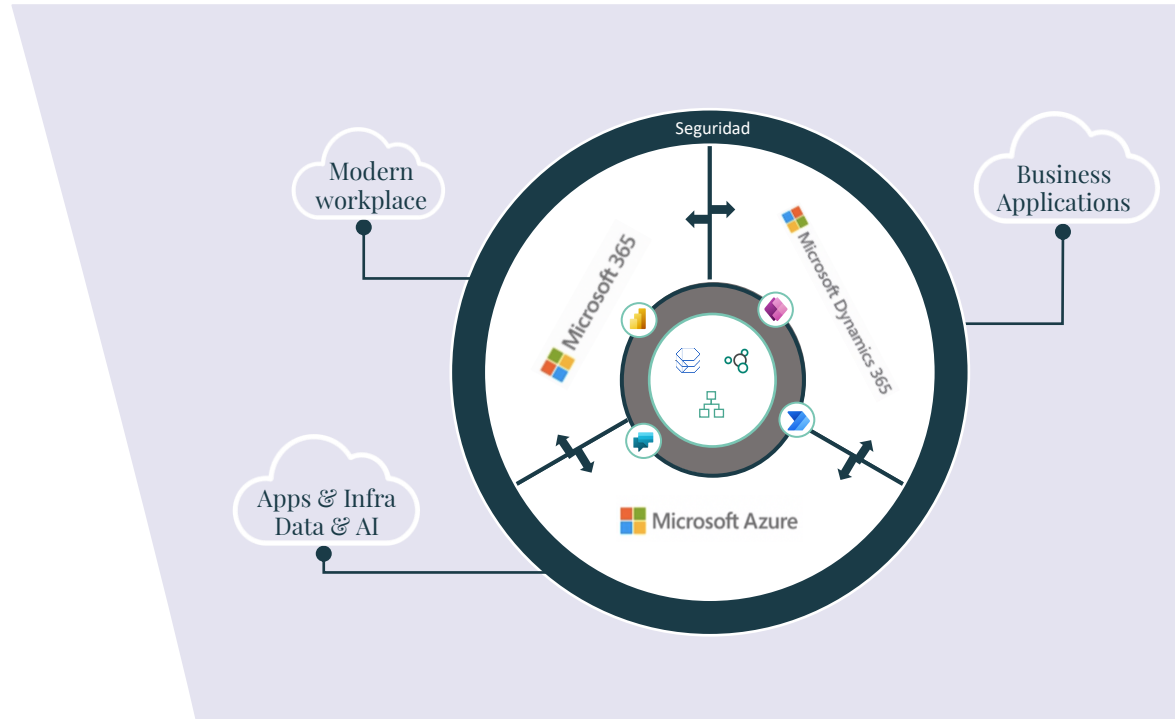 Seguridad
Modern
workplace
Business
Applications
Microsoft 365
Microsoft Dynamics 365
Apps & Infra
Data & AI
Microsoft Azure